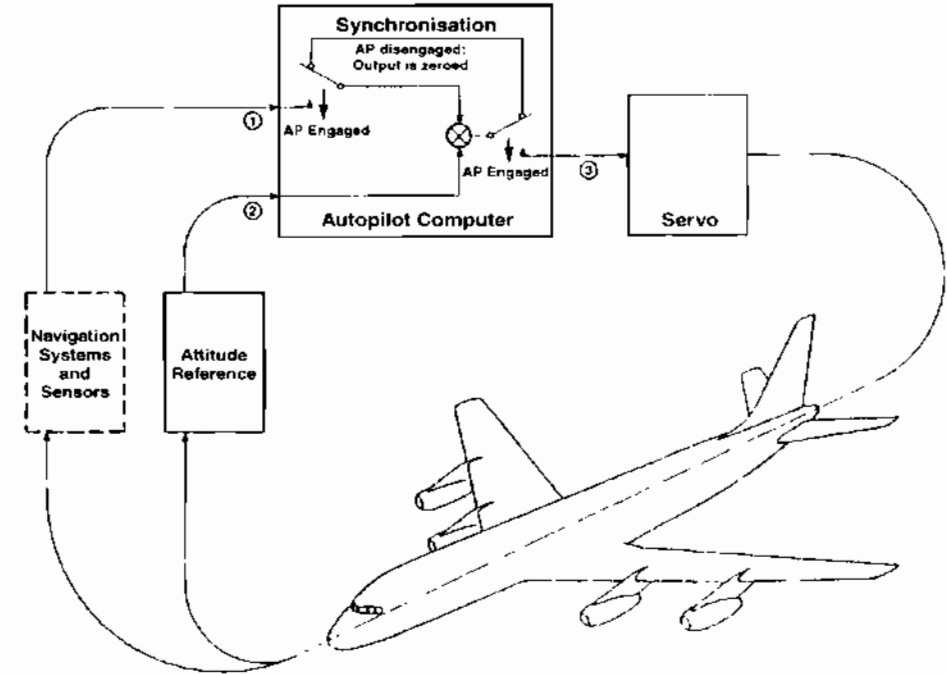 Synchronisation
AP disengaged:
Output is zeroed
①
AP Engaged
AP Engaged
③
②
Autopilot Computer
Servo
Navigation
Systems
and
Sensors
Attitude
Reference